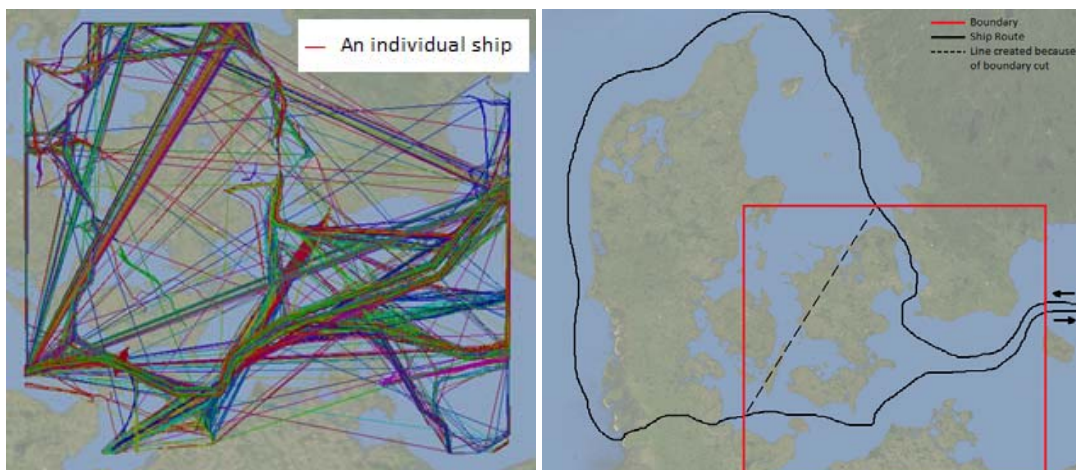 An individual ship
Boundary
Ship Route
Line created because
of boundary cut